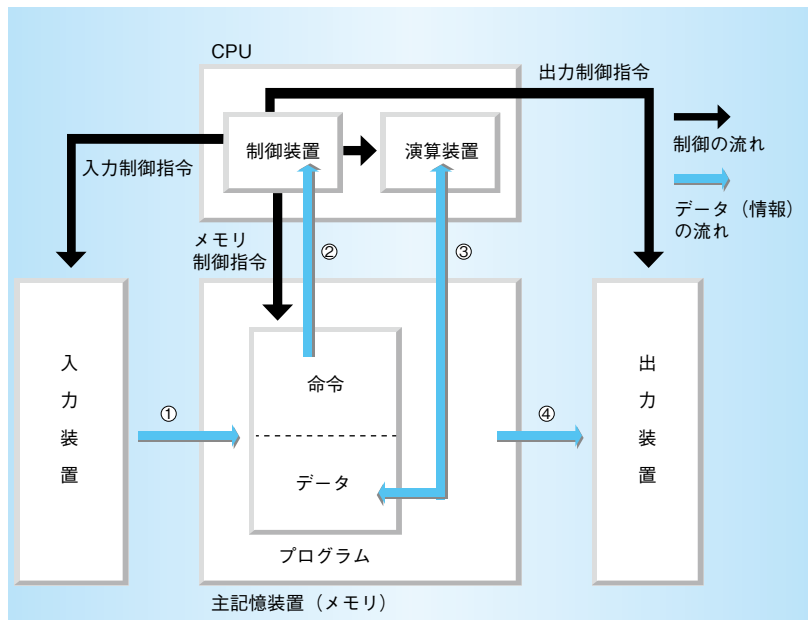 CPU
出力制御指令
制御装置
演算装置
制御の流れ
入力制御指令
データ(情報)
の流れ
メモリ
制御指令
②
③
入
力
装
置
①
命令
データ
プログラム
④
出
力
装
置
主記憶装置(メモリ)